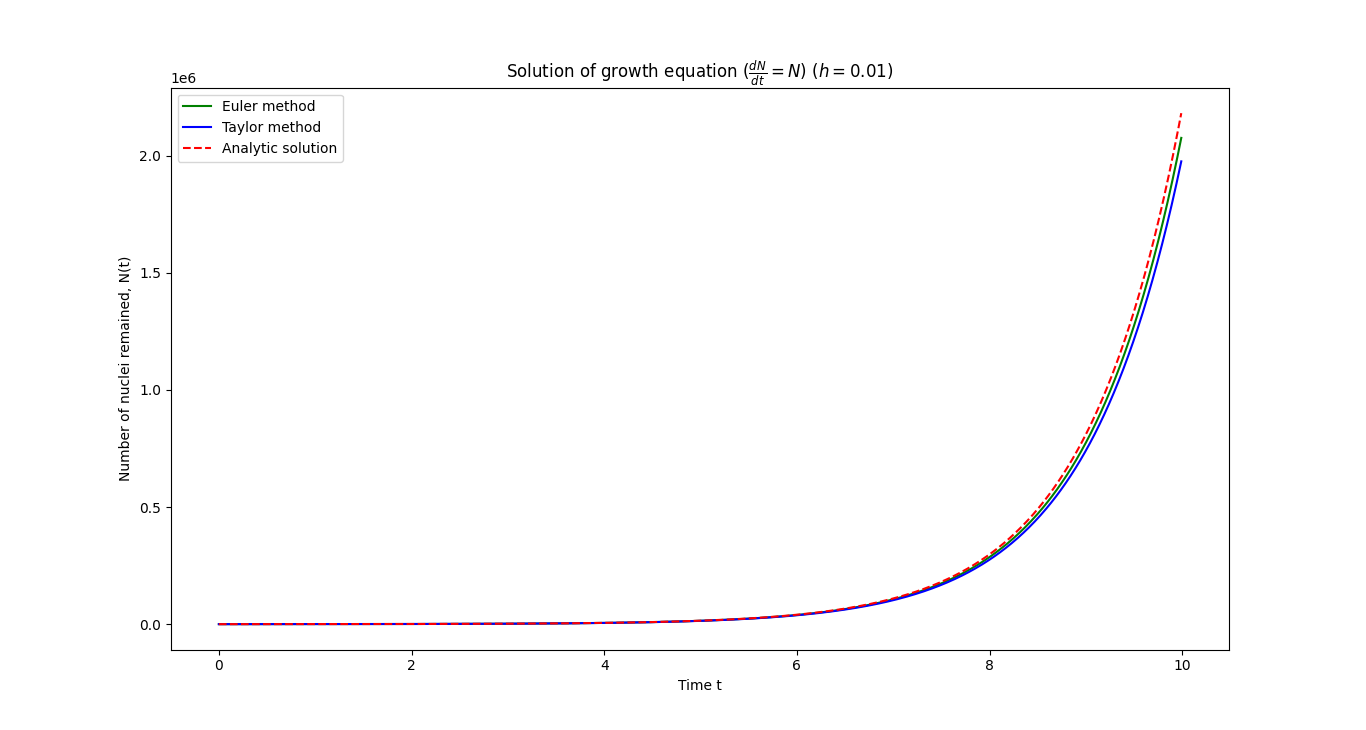 Solution of growth equation (dN/dt = N) (h = 0.01)
1e6
Euler method
Taylor method
Analytic solution
2.0
1.5
1.0
0.5
0.0
Number of nuclei remained, N(t)
0 2 4 6 8 10
Time t